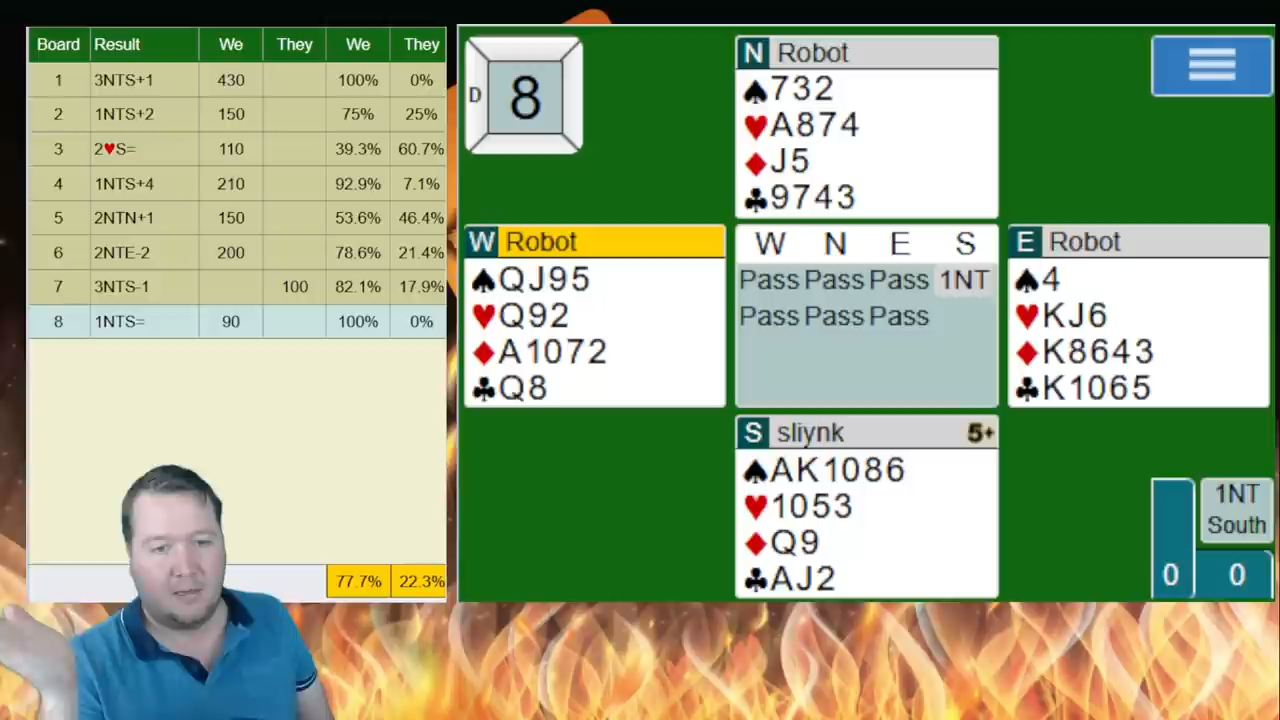 Board Result We They We They
1 3NTS+1 430 100% 0%
2 1NTS+2 150 75% 25%
3 2♥S= 110 39.3% 60.7%
4 1NTS+4 210 92.9% 7.1%
5 2NTN+1 150 53.6% 46.4%
6 2NTE-2 200 78.6% 21.4%
7 3NTS-1 100 82.1% 17.9%
8 1NTS= 90 100% 0%
77.7% 22.3%
D 8
N Robot
♠732
♥A874
♦J5
♣9743
W Robot
♠QJ95
♥Q92
♦A1072
♣Q8
W N E S
Pass Pass Pass 1NT
Pass Pass Pass
E Robot
♠4
♥KJ6
♦K8643
♣K1065
S sliynk 5+
♠AK1086
♥1053
♦Q9
♣AJ2
1NT
South
0 0